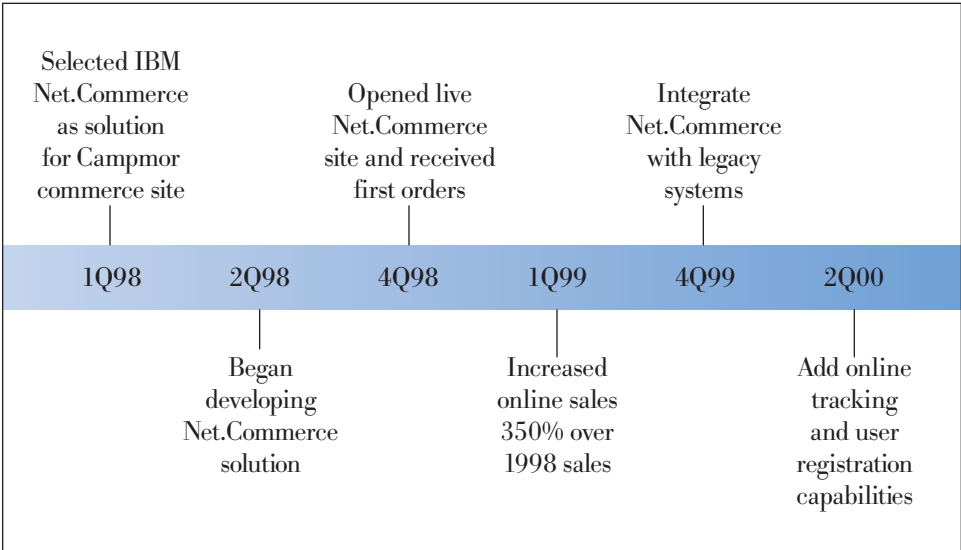 Selected IBM
Net.Commerce
as solution
for Campmor
commerce site
Opened live
Net.Commerce
site and received
first orders
Integrate
Net.Commerce
with legacy
systems
1Q98
2Q98
4Q98
1Q99
4Q99
2Q00
Began
developing
Net.Commerce
solution
Increased
online sales
350% over
1998 sales
Add online
tracking
and user
registration
capabilities